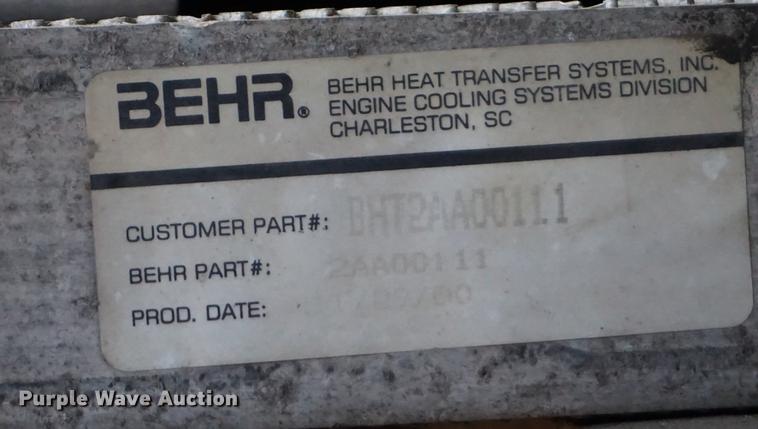 BEHR® BEHR HEAT TRANSFER SYSTEMS, INC.
ENGINE COOLING SYSTEMS DIVISION
CHARLESTON, SC
CUSTOMER PART#: BHT2AA0011.1
BEHR PART#: 2AA00111
PROD. DATE:
Purple Wave Auction